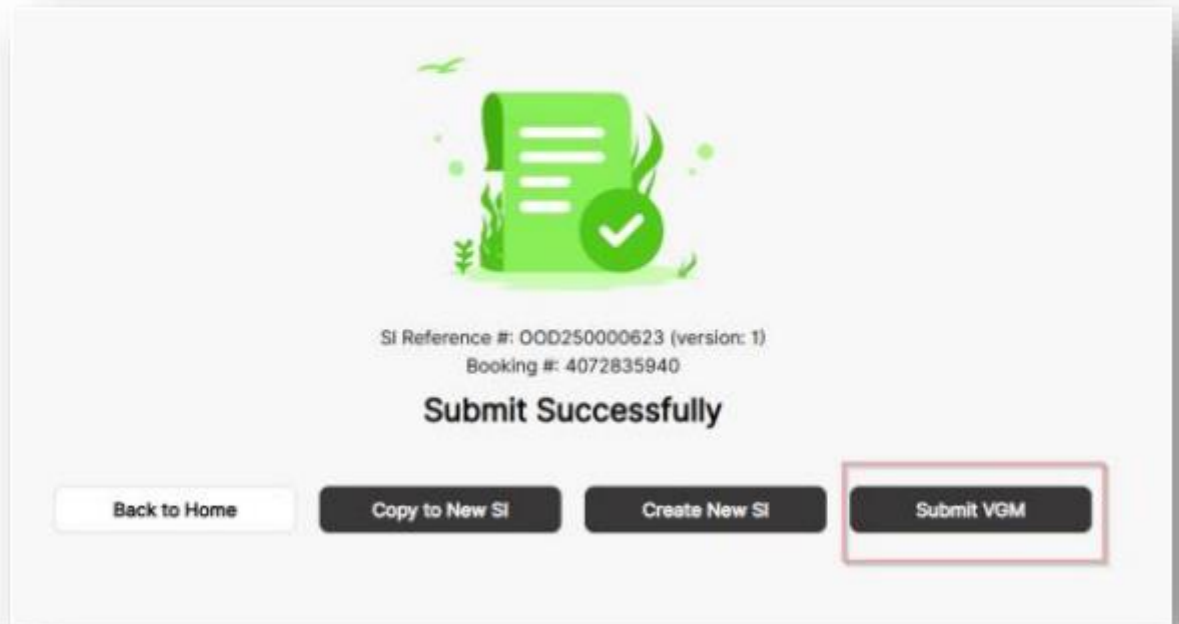 SI Reference #: OOD250000623 (version: 1)
Booking #: 4072835940
Submit Successfully
Back to Home
Copy to New SI
Create New SI
Submit VGM